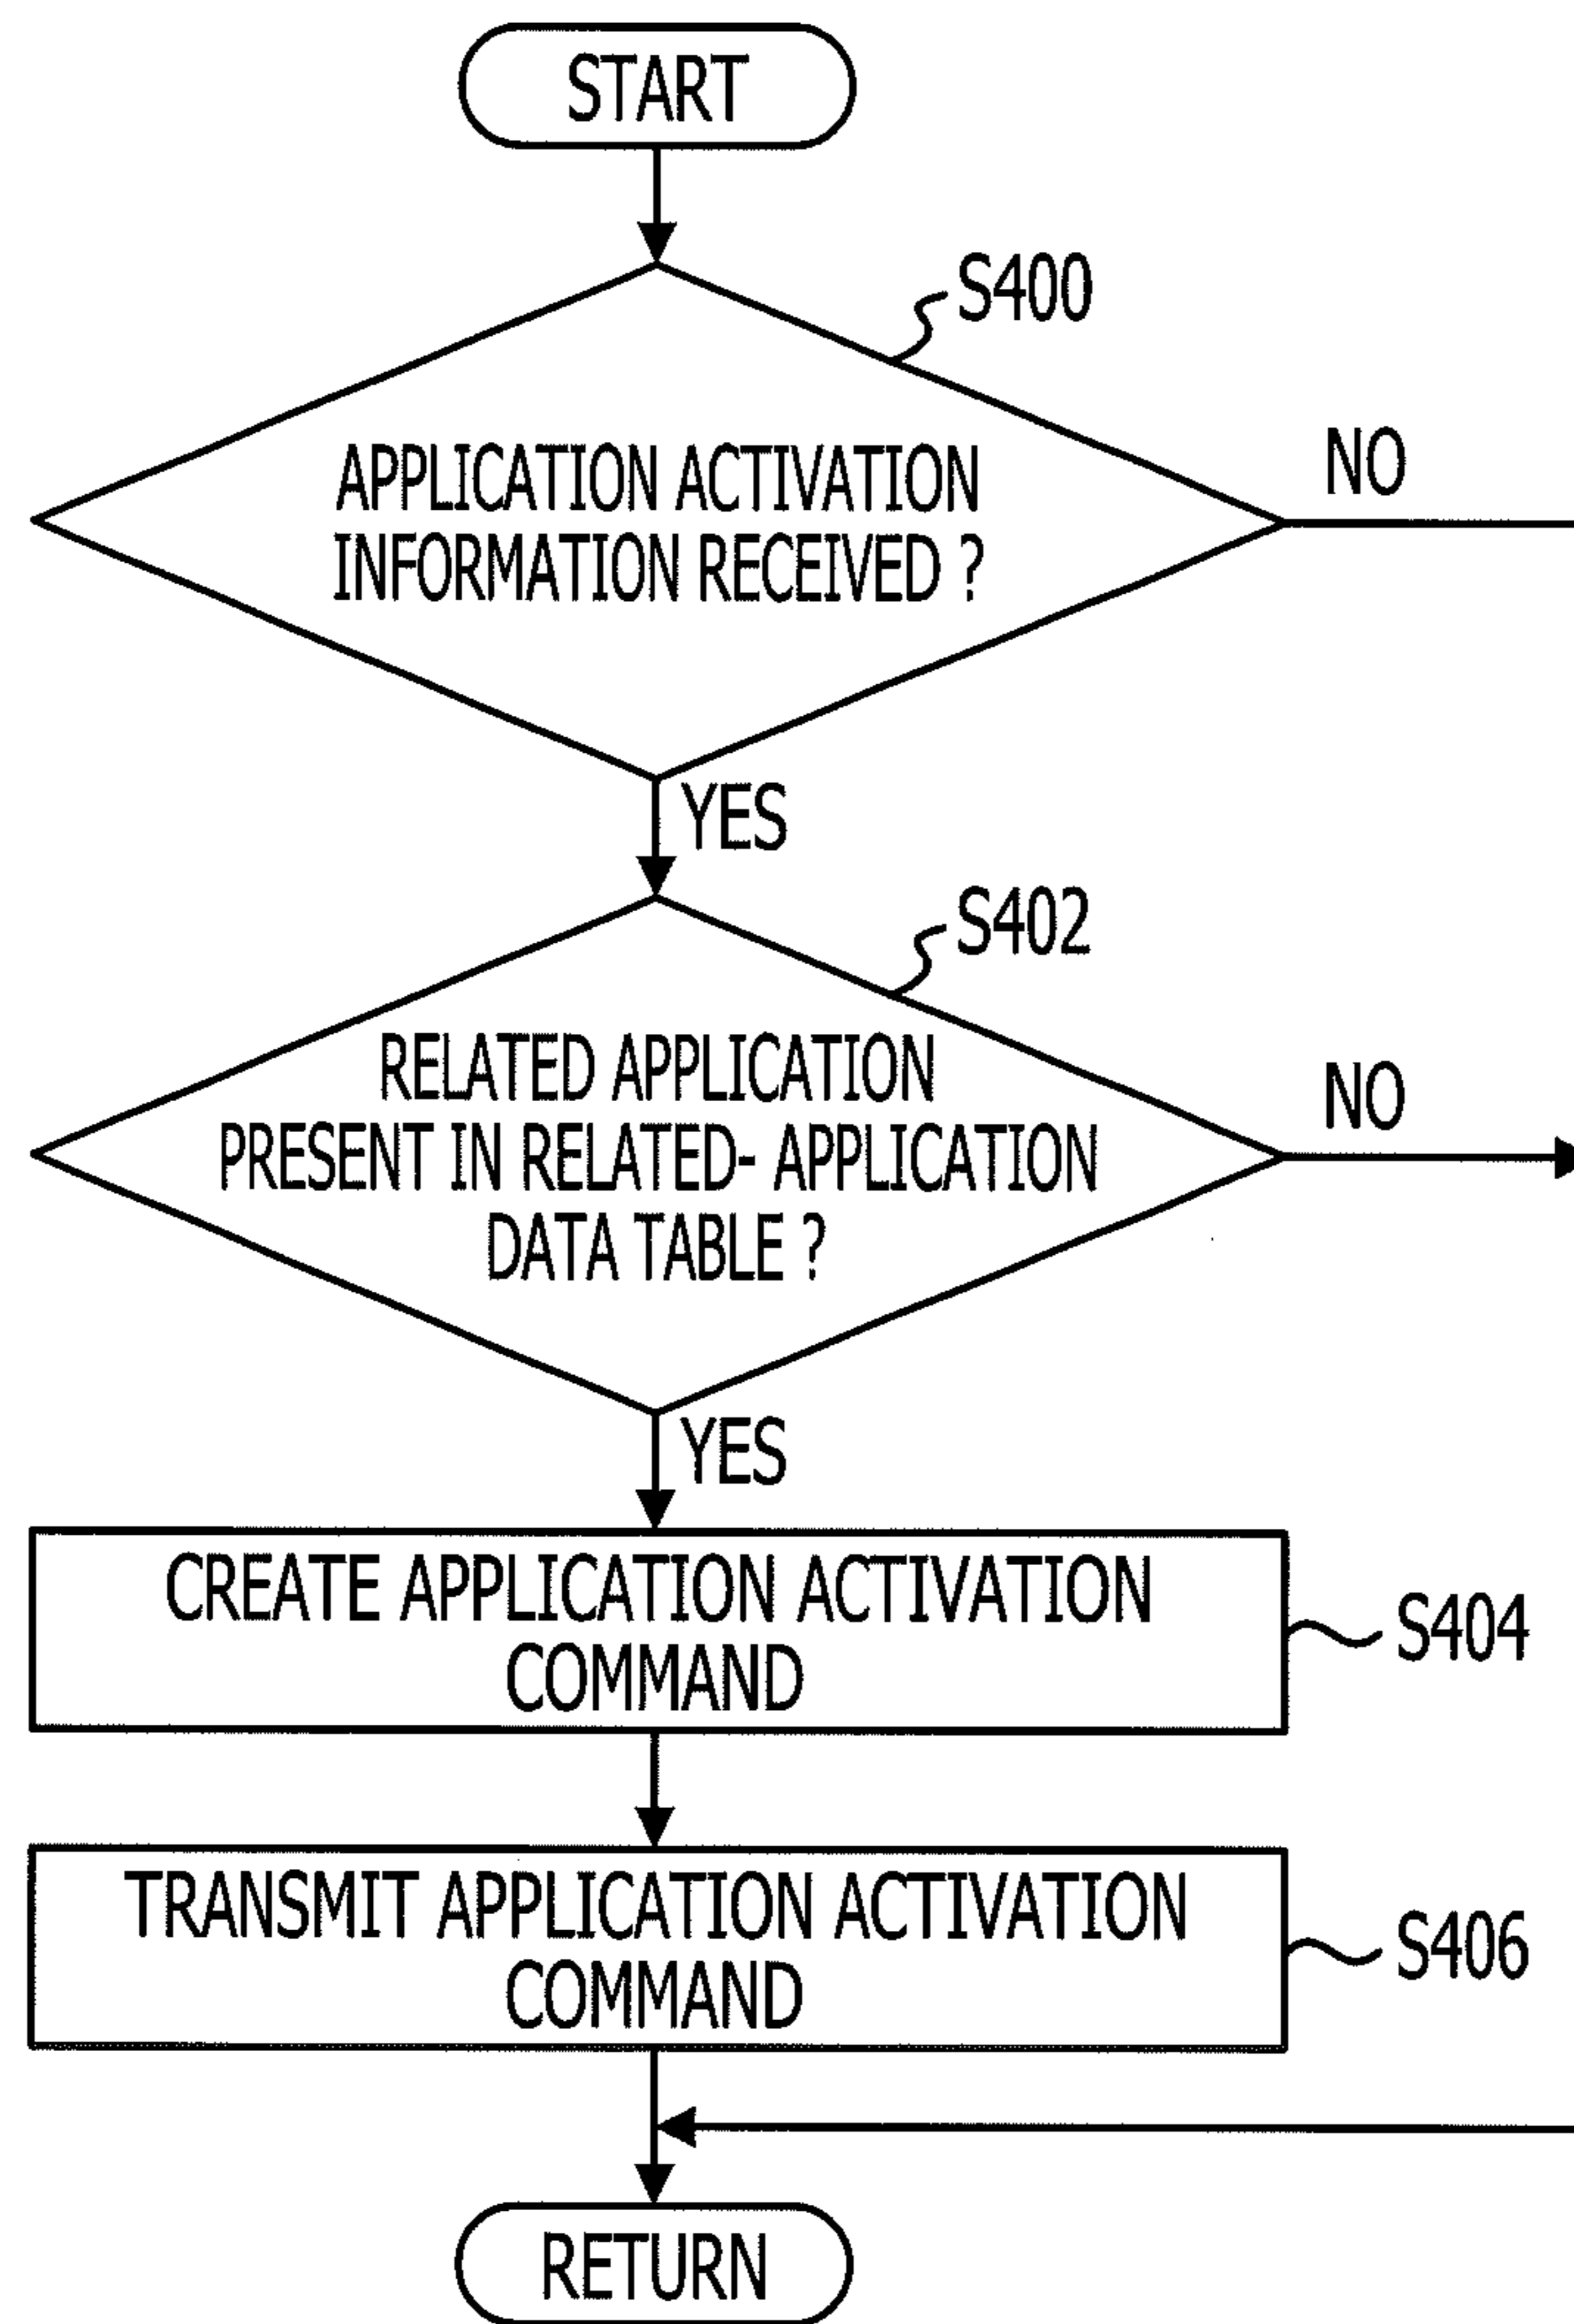 START
S400
APPLICATION ACTIVATION
INFORMATION RECEIVED ?
NO
YES
S402
RELATED APPLICATION
PRESENT IN RELATED- APPLICATION
DATA TABLE ?
NO
YES
CREATE APPLICATION ACTIVATION
COMMAND
S404
TRANSMIT APPLICATION ACTIVATION
COMMAND
S406
RETURN